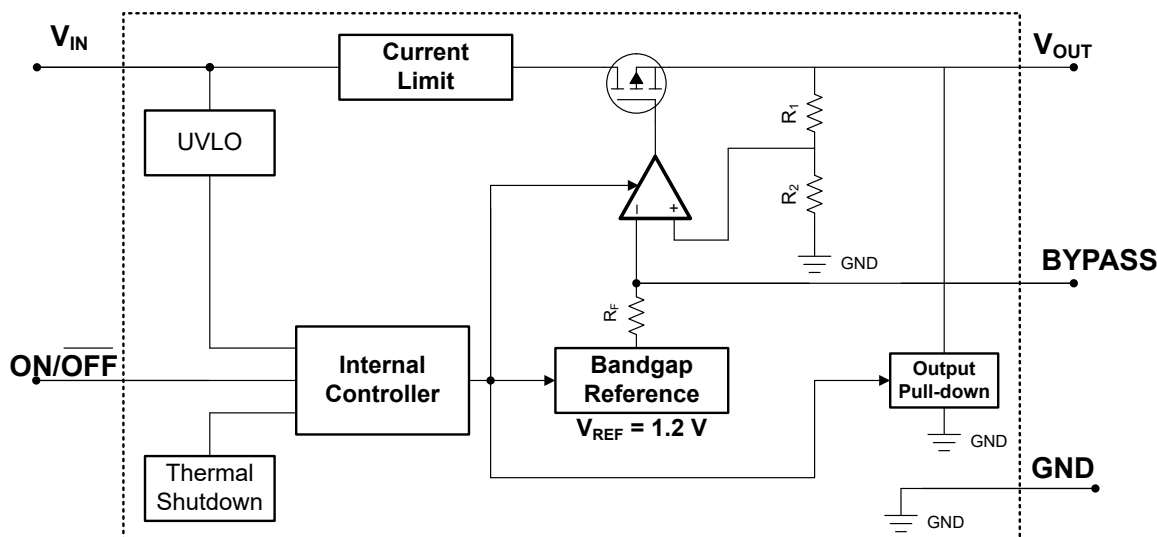 VIN
Current
Limit
VOUT
UVLO
R1
R2
GND
BYPASS
RF
ON/OFF
Internal
Controller
Bandgap
Reference
VREF = 1.2 V
Output
Pull-down
GND
Thermal
Shutdown
GND
GND
− +